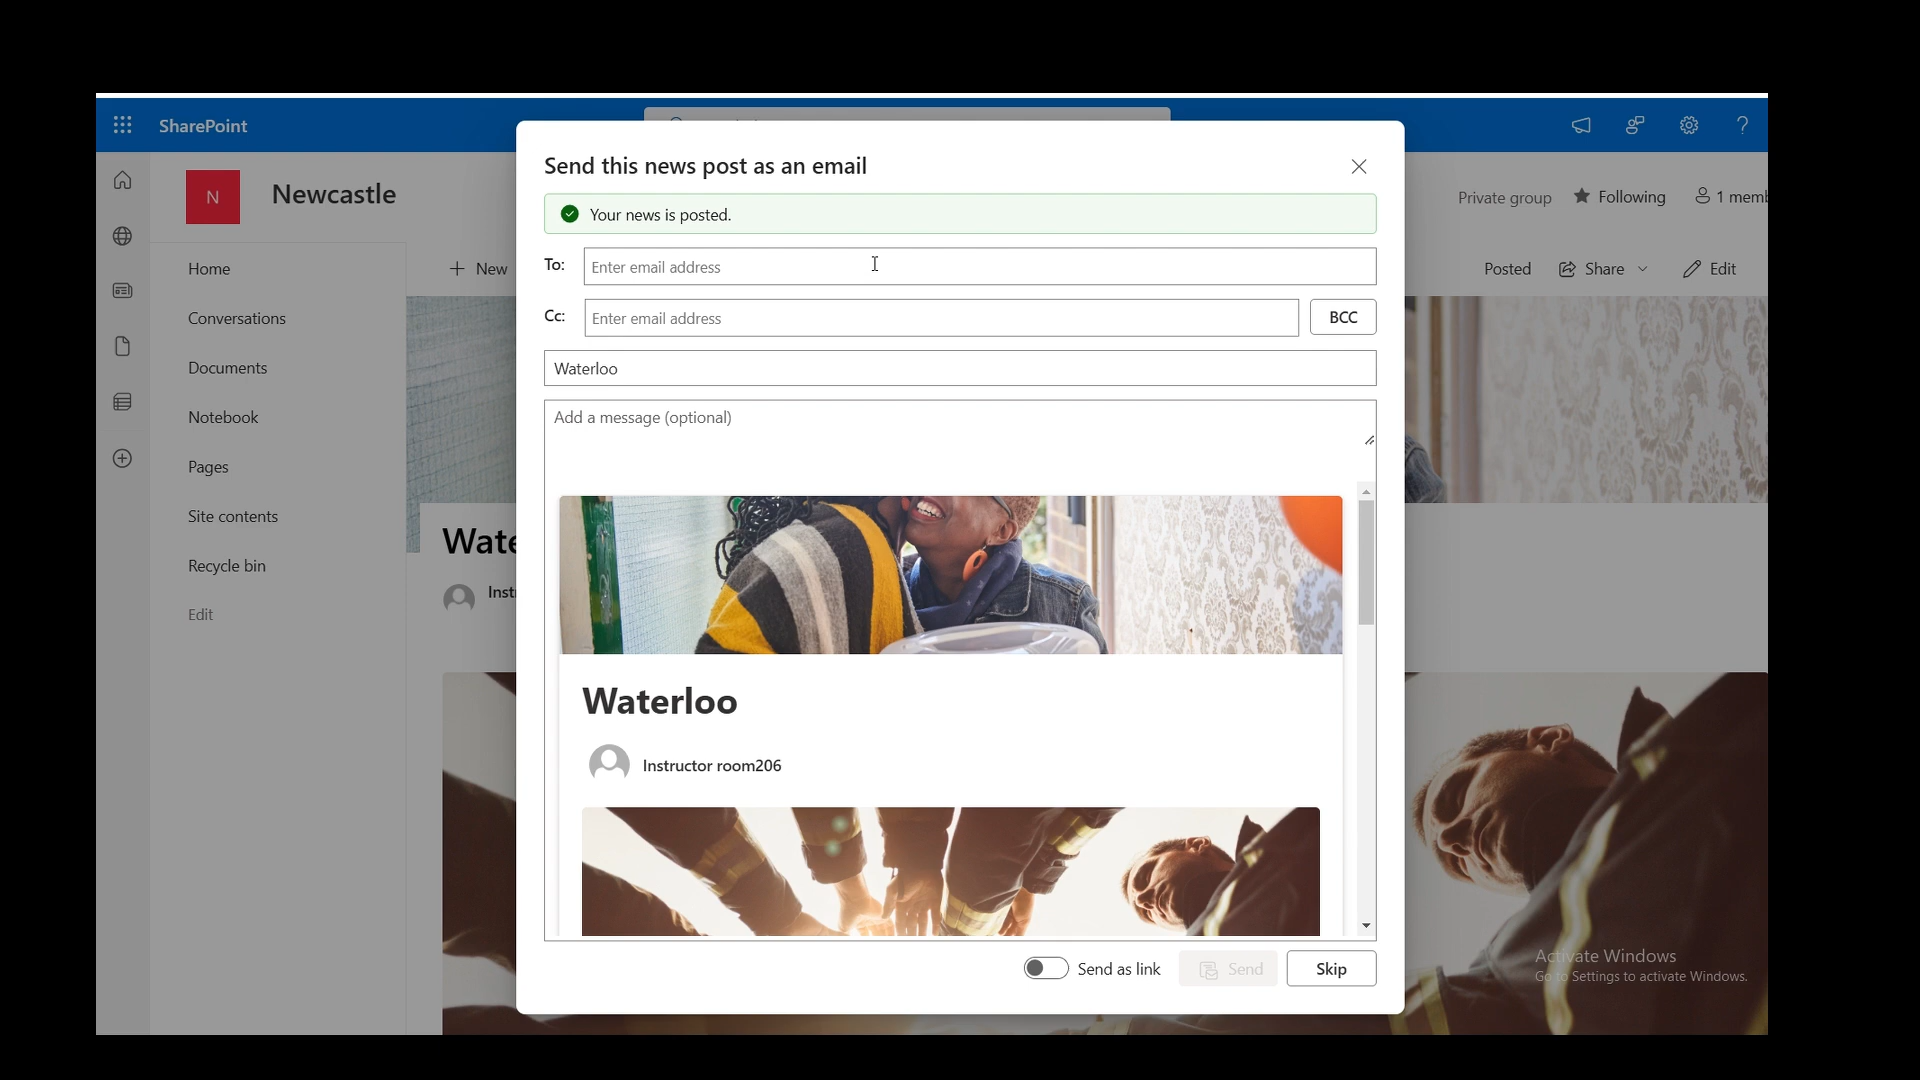 SharePoint
Send this news post as an email
N
Newcastle
Private group
Following
1 memb
Your news is posted.
Home
New
To:
Enter email address
Posted
Share
Edit
Conversations
Cc:
Enter email address
BCC
Documents
Waterloo
Notebook
Add a message (optional)
Pages
Site contents
Wate
Recycle bin
Inst
Edit
Waterloo
Instructor room206
Activate Windows
Go to Settings to activate Windows.
Send as link
Send
Skip